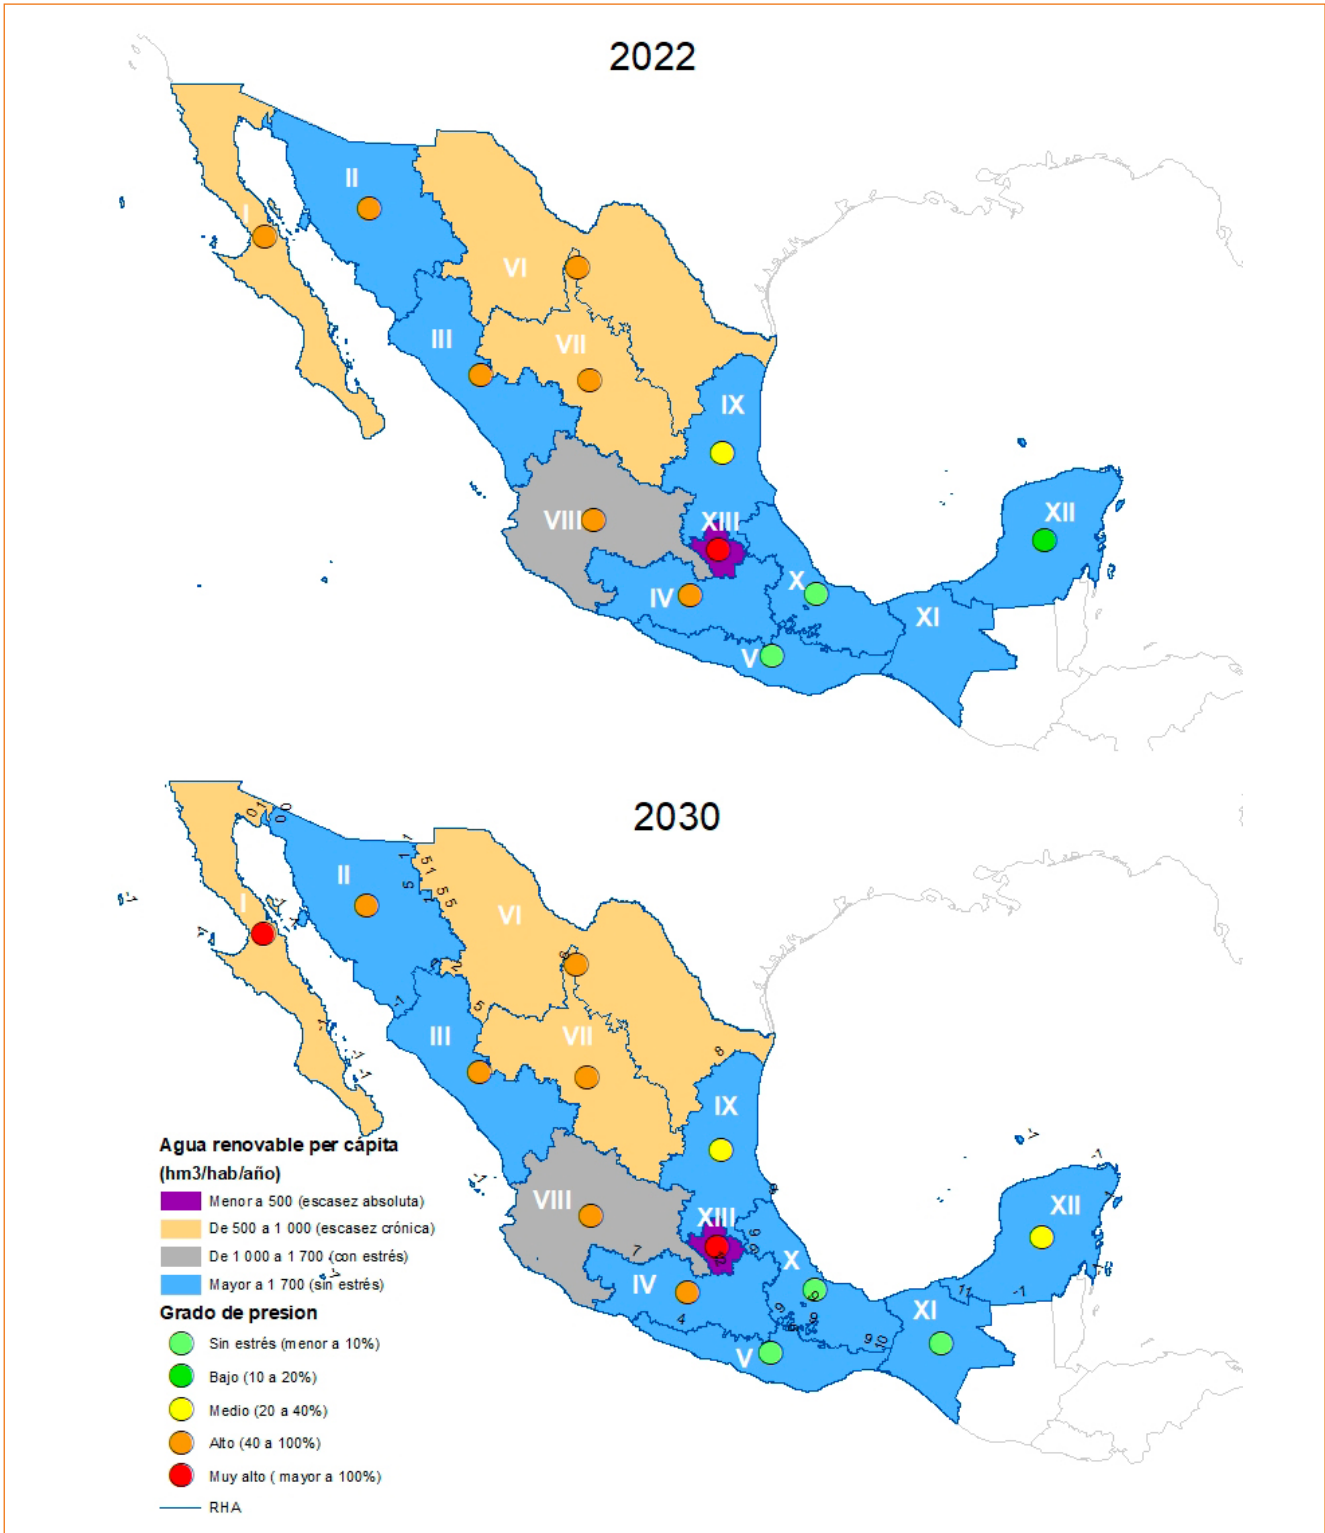 2022
II
I
VI
III
VII
IX
XII
VIII
XIII
X
IV
XI
V
2030
II
I
VI
III
VII
IX
XII
VIII
XIII
X
IV
XI
V
Agua renovable per cápita
(hm3/hab/año)
Menor a 500 (escasez absoluta)
De 500 a 1 000 (escasez crónica)
De 1 000 a 1 700 (con estrés)
Mayor a 1 700 (sin estrés)
Grado de presion
Sin estrés (menor a 10%)
Bajo (10 a 20%)
Medio (20 a 40%)
Alto (40 a 100%)
Muy alto ( mayor a 100%)
RHA